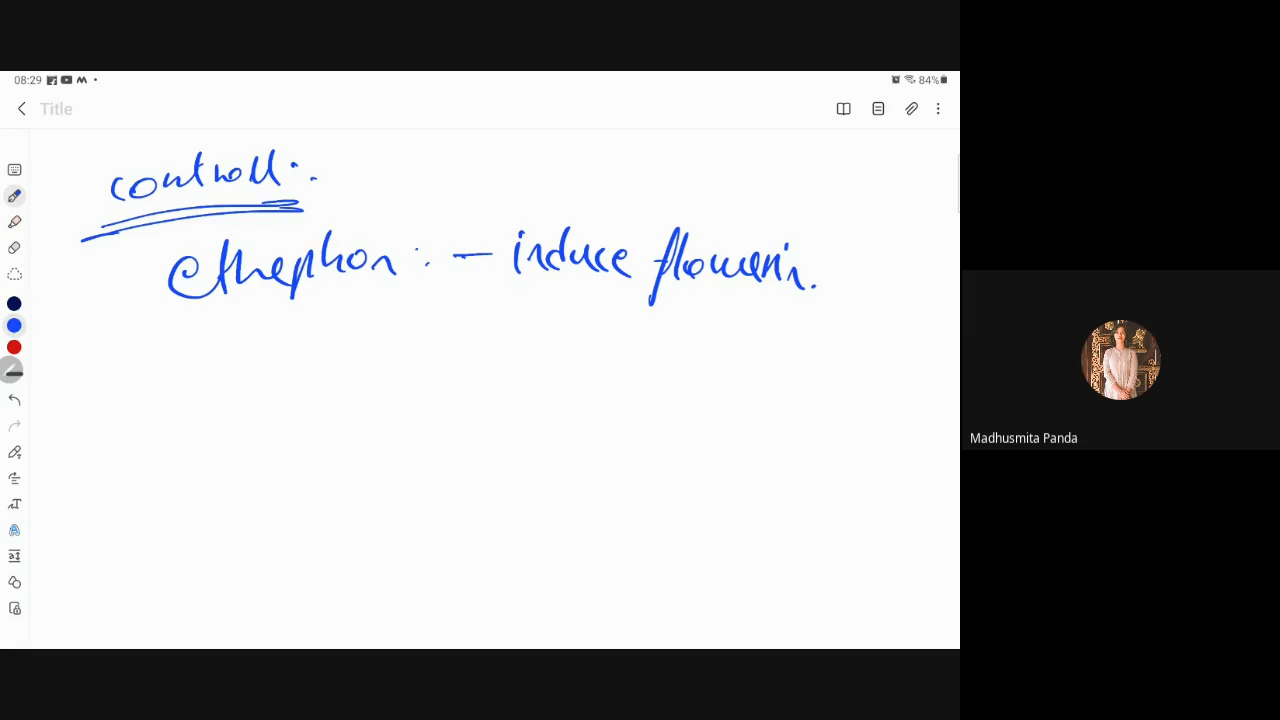 08:29 84%
Title
controll:
Ethephon: - induce flowerin.
Madhusmita Panda